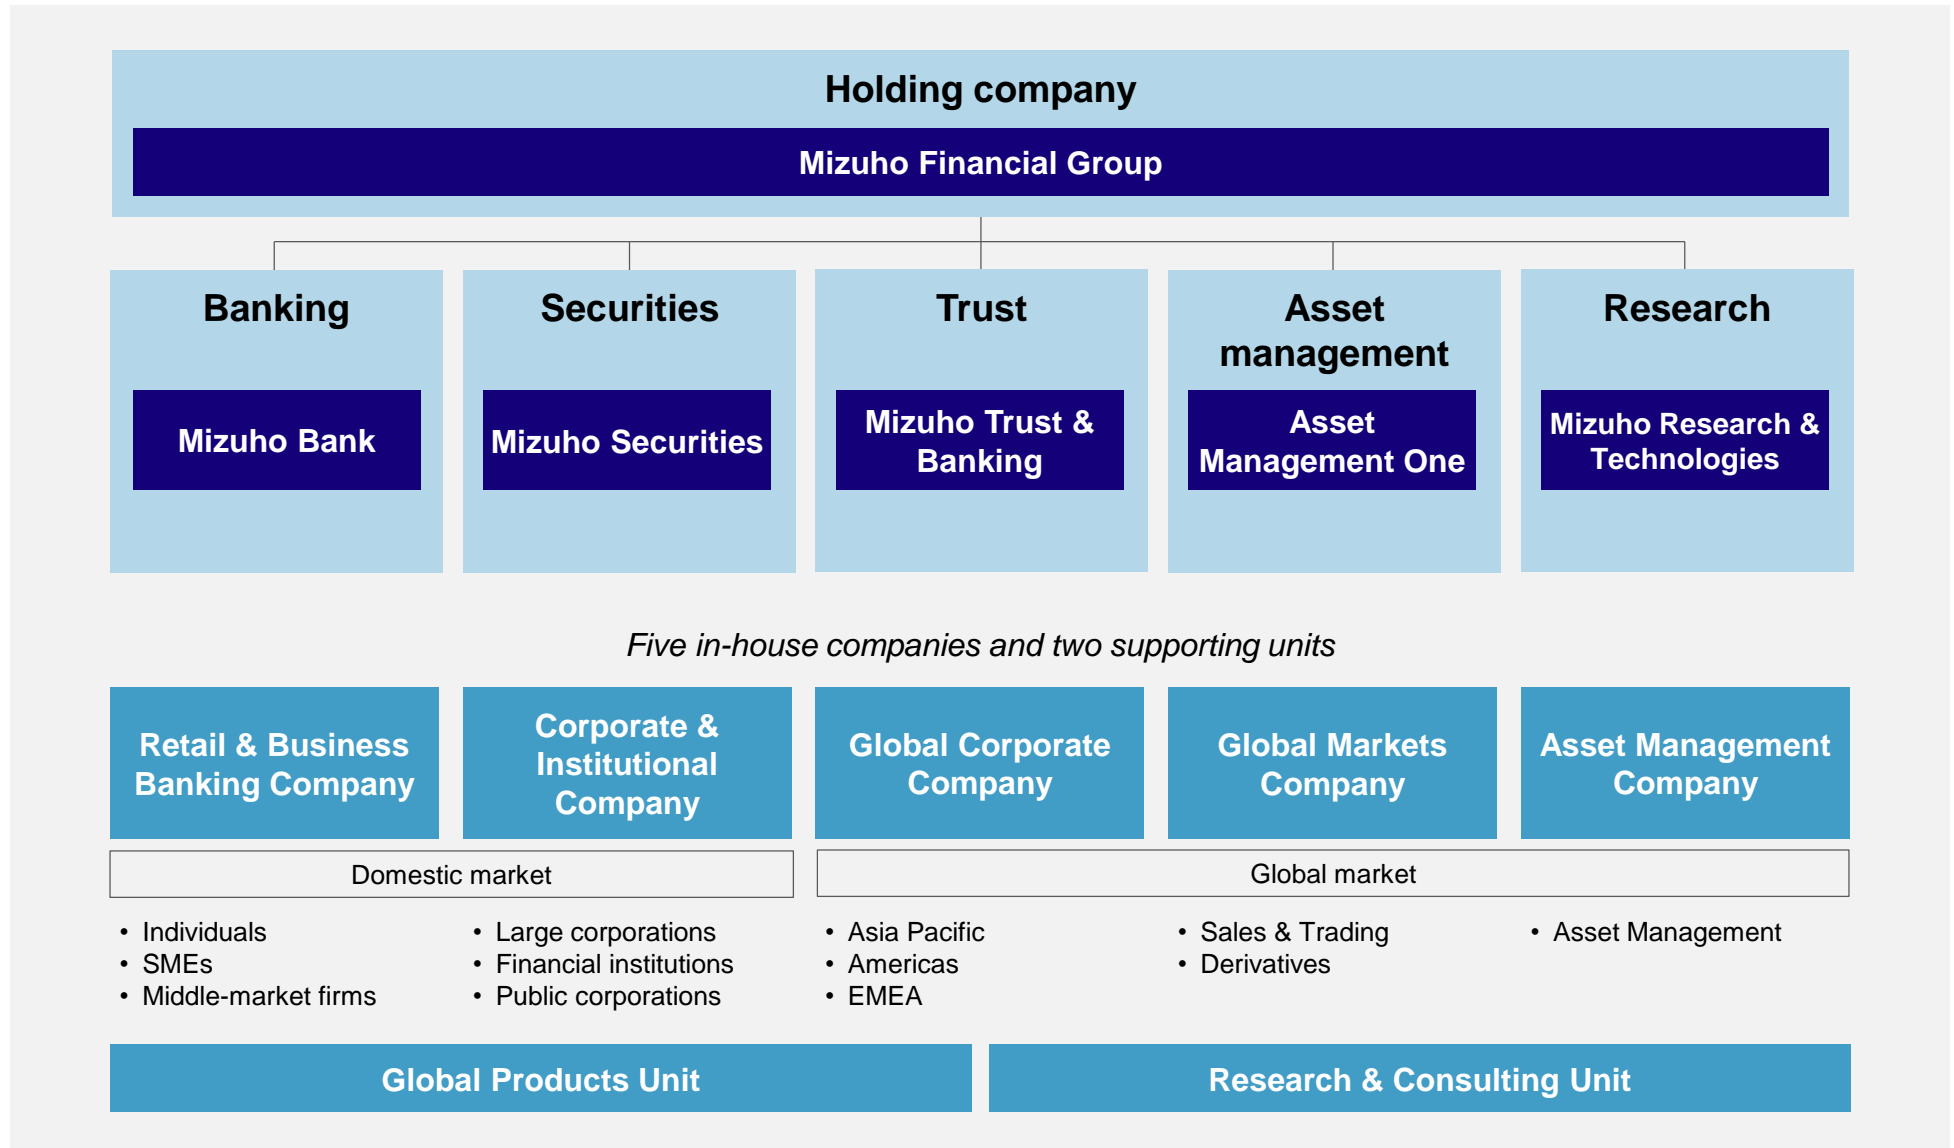 Holding company
Mizuho Financial Group
Banking
Mizuho Bank
Securities
Mizuho Securities
Trust
Mizuho Trust &
Banking
Asset
management
Asset
Management One
Research
Mizuho Research &
Technologies
Five in-house companies and two supporting units
Retail & Business
Banking Company
Corporate &
Institutional
Company
Global Corporate
Company
Global Markets
Company
Asset Management
Company
Domestic market
Global market
• Individuals
• SMEs
• Middle-market firms
• Large corporations
• Financial institutions
• Public corporations
• Asia Pacific
• Americas
• EMEA
• Sales & Trading
• Derivatives
• Asset Management
Global Products Unit
Research & Consulting Unit